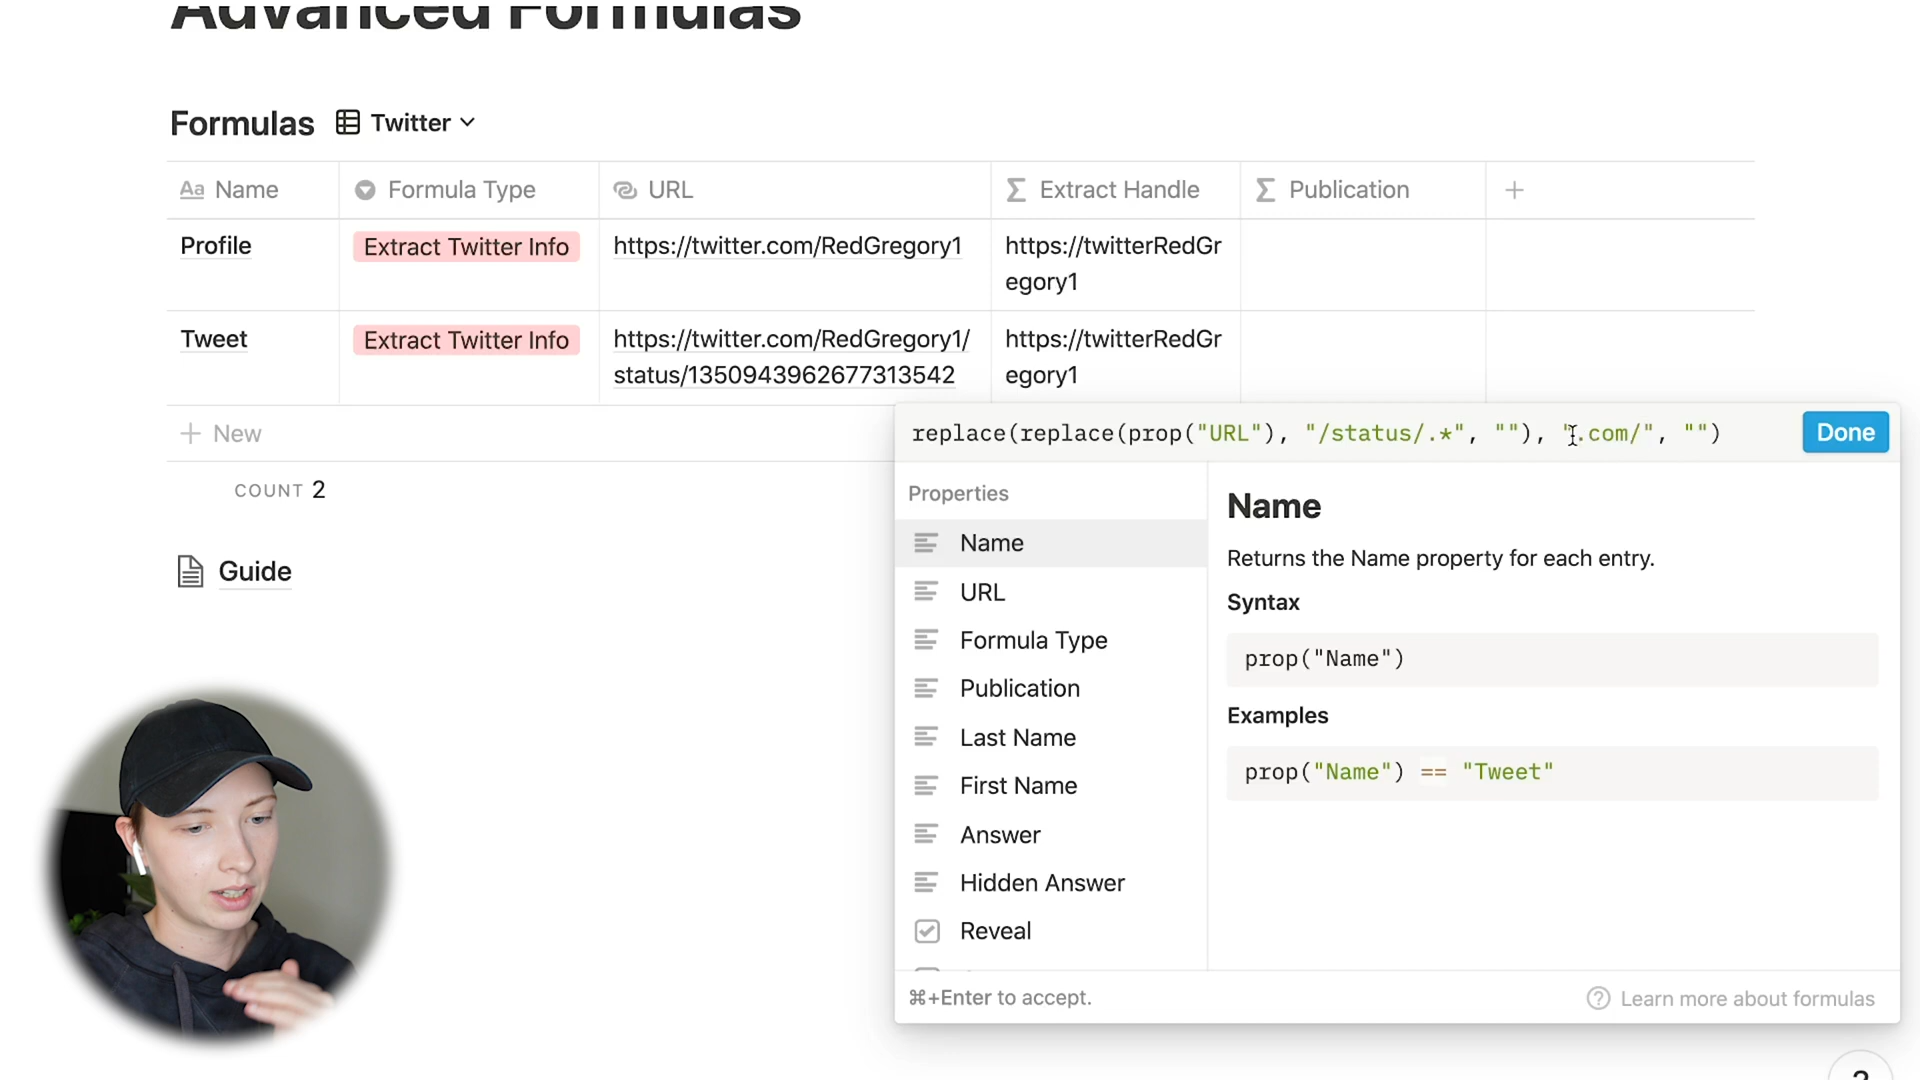 Advanced Formulas
Formulas Twitter
Aa Name Formula Type URL Extract Handle Publication
Profile Extract Twitter Info https://twitter.com/RedGregory1 https://twitterRedGr
egory1
Tweet Extract Twitter Info https://twitter.com/RedGregory1/ https://twitterRedGr
status/1350943962677313542 egory1
+ New
COUNT 2
Guide
replace(replace(prop("URL"), "/status/.*", ""), ".com/", "") Done
Properties
Name
URL
Formula Type
Publication
Last Name
First Name
Answer
Hidden Answer
Reveal
Name
Returns the Name property for each entry.
Syntax
prop("Name")
Examples
prop("Name") == "Tweet"
⌘+Enter to accept.
? Learn more about formulas
?